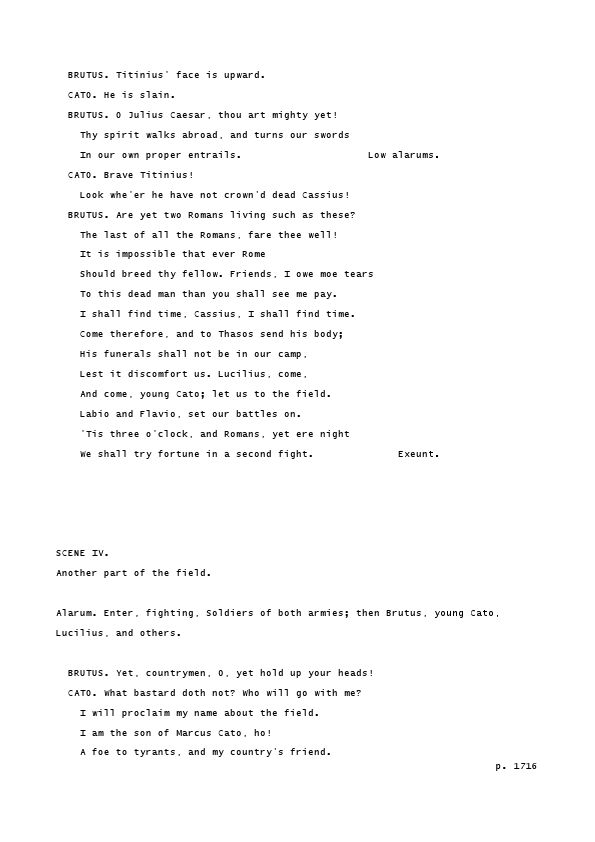 BRUTUS. Titinius' face is upward.
CATO. He is slain.
BRUTUS. O Julius Caesar, thou art mighty yet!
Thy spirit walks abroad, and turns our swords
In our own proper entrails. Low alarums.
CATO. Brave Titinius!
Look whe'er he have not crown'd dead Cassius!
BRUTUS. Are yet two Romans living such as these?
The last of all the Romans, fare thee well!
It is impossible that ever Rome
Should breed thy fellow. Friends, I owe moe tears
To this dead man than you shall see me pay.
I shall find time, Cassius, I shall find time.
Come therefore, and to Thasos send his body;
His funerals shall not be in our camp,
Lest it discomfort us. Lucilius, come,
And come, young Cato; let us to the field.
Labio and Flavio, set our battles on.
'Tis three o'clock, and Romans, yet ere night
We shall try fortune in a second fight. Exeunt.
SCENE IV.
Another part of the field.
Alarum. Enter, fighting, Soldiers of both armies; then Brutus, young Cato,
Lucilius, and others.
BRUTUS. Yet, countrymen, O, yet hold up your heads!
CATO. What bastard doth not? Who will go with me?
I will proclaim my name about the field.
I am the son of Marcus Cato, ho!
A foe to tyrants, and my country's friend.
p. 1716